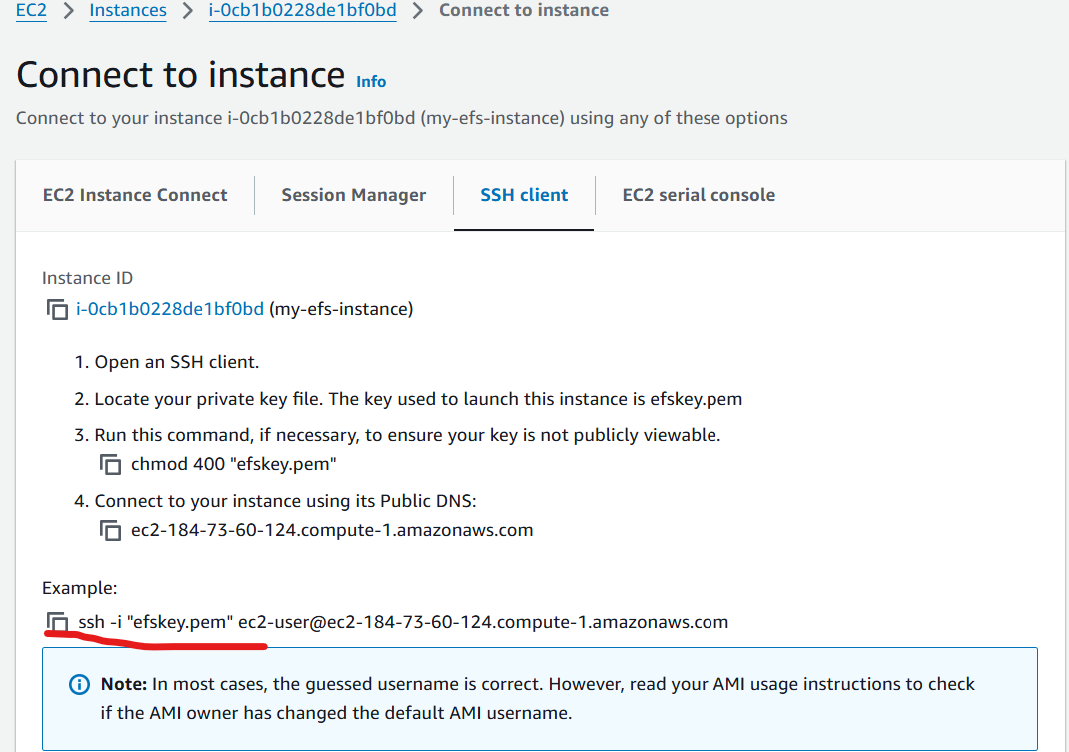 EC2 > Instances > i-0cb1b0228de1bf0bd > Connect to instance
Connect to instance Info
Connect to your instance i-0cb1b0228de1bf0bd (my-efs-instance) using any of these options
EC2 Instance Connect Session Manager SSH client EC2 serial console
Instance ID
i-0cb1b0228de1bf0bd (my-efs-instance)
1. Open an SSH client.
2. Locate your private key file. The key used to launch this instance is efskey.pem
3. Run this command, if necessary, to ensure your key is not publicly viewable.
chmod 400 "efskey.pem"
4. Connect to your instance using its Public DNS:
ec2-184-73-60-124.compute-1.amazonaws.com
Example:
ssh -i "efskey.pem" ec2-user@ec2-184-73-60-124.compute-1.amazonaws.com
Note: In most cases, the guessed username is correct. However, read your AMI usage instructions to check
if the AMI owner has changed the default AMI username.